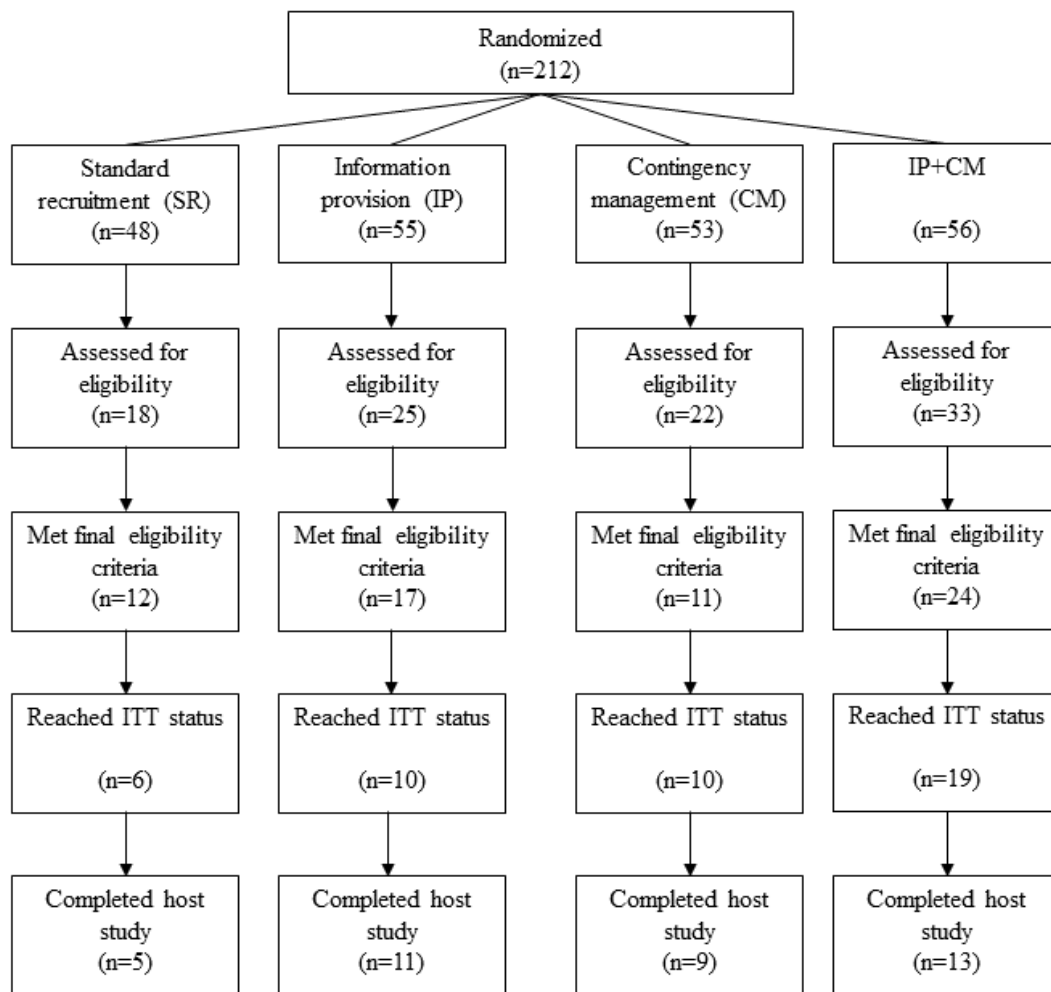 Randomized
(n=212)
Standard
recruitment (SR)
(n=48)
Information
provision (IP)
(n=55)
Contingency
management (CM)
(n=53)
IP+CM
(n=56)
Assessed for
eligibility
(n=18)
Assessed for
eligibility
(n=25)
Assessed for
eligibility
(n=22)
Assessed for
eligibility
(n=33)
Met final eligibility
criteria
(n=12)
Met final eligibility
criteria
(n=17)
Met final eligibility
criteria
(n=11)
Met final eligibility
criteria
(n=24)
Reached ITT status
(n=6)
Reached ITT status
(n=10)
Reached ITT status
(n=10)
Reached ITT status
(n=19)
Completed host
study
(n=5)
Completed host
study
(n=11)
Completed host
study
(n=9)
Completed host
study
(n=13)